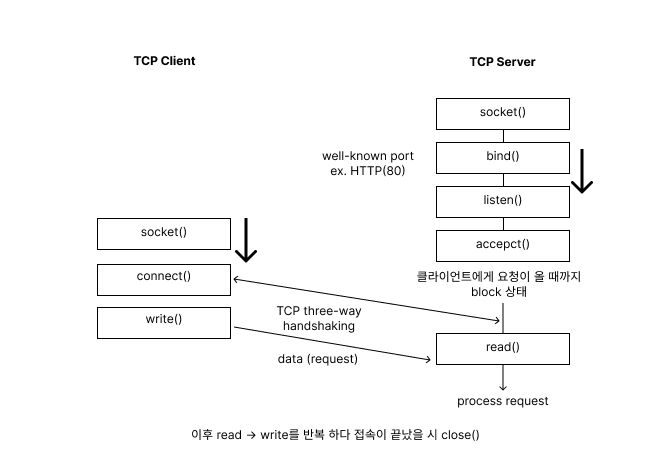 TCP Client
TCP Server
socket()
well-known port
ex. HTTP(80)
bind()
listen()
accepct()
socket()
connect()
write()
클라이언트에게 요청이 올 때까지
block 상태
TCP three-way
handshaking
data (request)
read()
process request
이후 read → write를 반복 하다 접속이 끝났을 시 close()